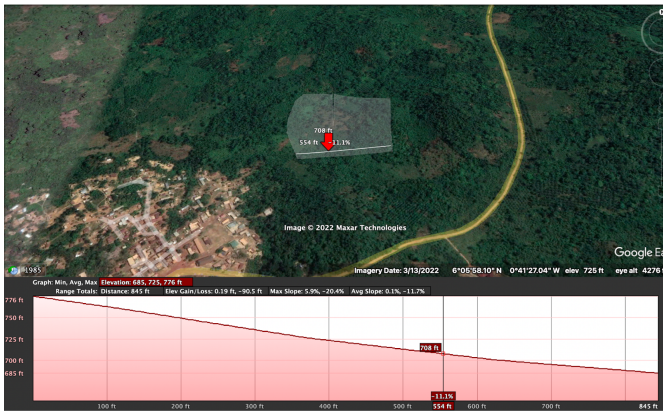 708 ft
554 ft -11.1%
Image © 2022 Maxar Technologies
Google Ea
1985
Imagery Date: 3/13/2022 6°05'58.10" N 0°41'27.04" W elev 725 ft eye alt 4276
Graph: Min, Avg, Max Elevation: 685, 725, 776 ft
Range Totals: Distance: 845 ft Elev Gain/Loss: 0.19 ft, -90.5 ft Max Slope: 5.9%, -20.4% Avg Slope: 0.1%, -11.7%
776 ft
750 ft
708 ft
725 ft
700 ft
685 ft
-11.1%
100 ft 200 ft 300 ft 400 ft 500 ft 554 ft 600 ft 700 ft 845 ft